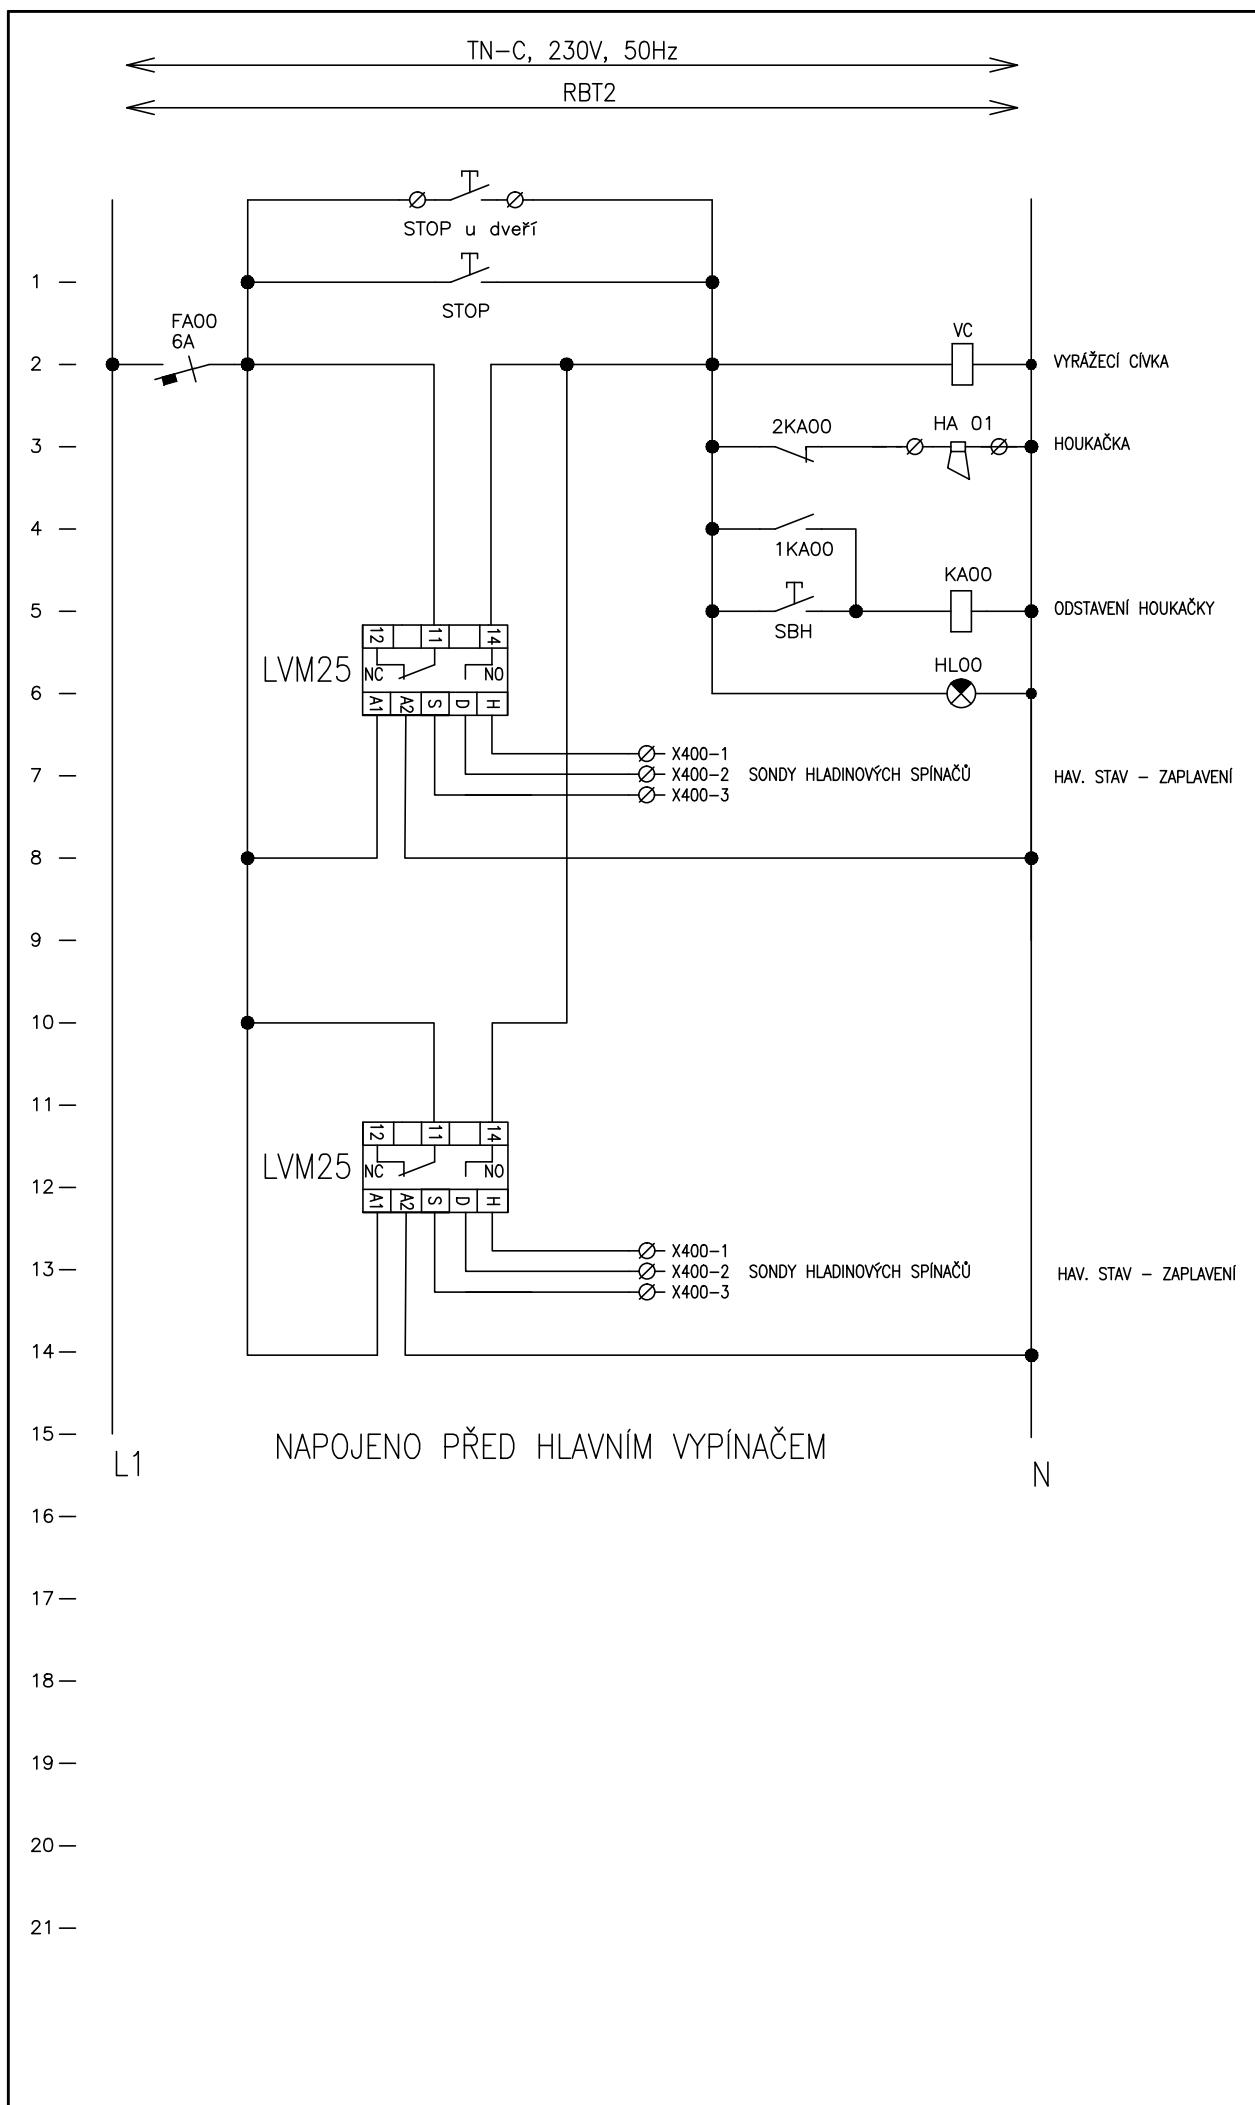 TN-C, 230V, 50Hz
RBT2
STOP u dveří
1
STOP
FA00
6A
VC
2
VYRÁŽECÍ CÍVKA
2KA00
HA 01
3
HOUKAČKA
4
1KA00
KA00
5
SBH
ODSTAVENÍ HOUKAČKY
12 11 14
LVM25
NC NO
HL00
6
A1 A2 S D H
X400-1
7
X400-2 SONDY HLADINOVÝCH SPÍNAČŮ
HAV. STAV - ZAPLAVENÍ
X400-3
8
9
10
11
12 11 14
LVM25
NC NO
12
A1 A2 S D H
X400-1
13
X400-2 SONDY HLADINOVÝCH SPÍNAČŮ
HAV. STAV - ZAPLAVENÍ
X400-3
14
15
L1
NAPOJENO PŘED HLAVNÍM VYPÍNAČEM
N
16
17
18
19
20
21